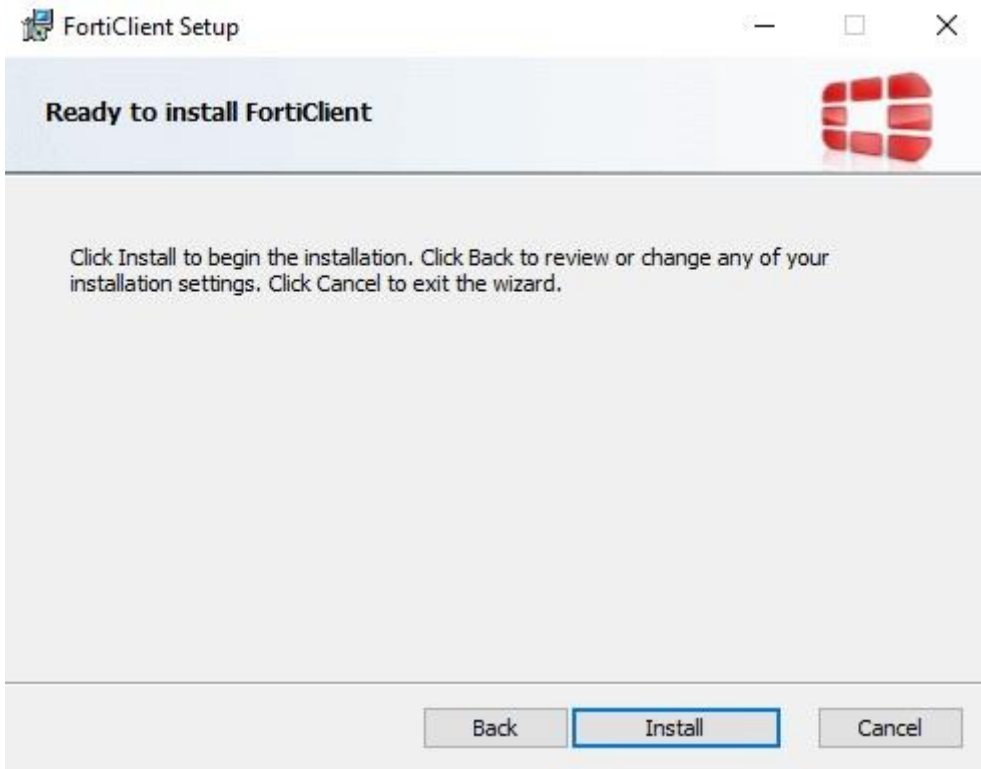 FortiClient Setup
Ready to install FortiClient
Click Install to begin the installation. Click Back to review or change any of your
installation settings. Click Cancel to exit the wizard.
Back
Install
Cancel